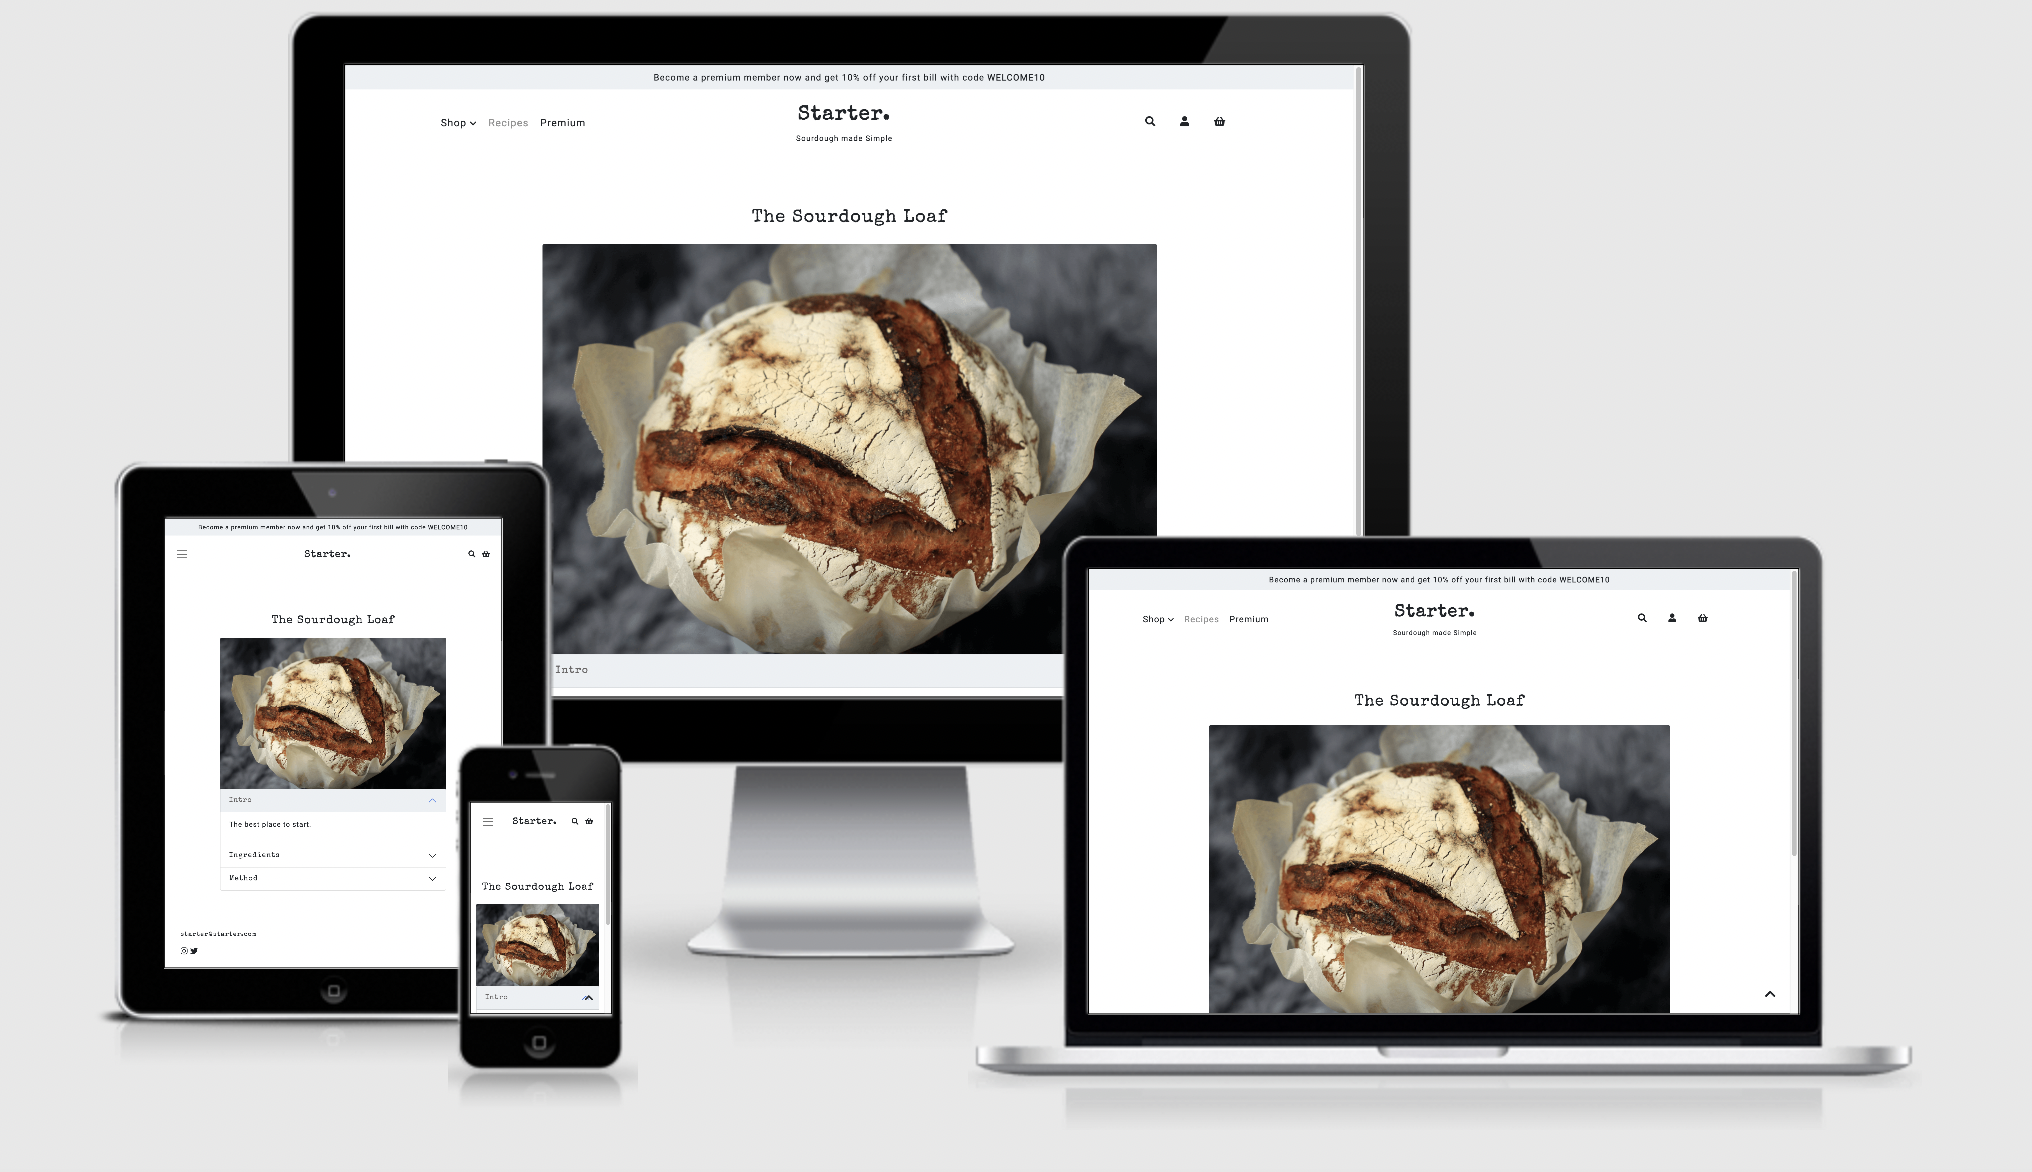 Become a premium member now and get 10% off your first bill with code WELCOME10
Shop Recipes Premium
Starter.
Sourdough made Simple
The Sourdough Loaf
Intro
Become a premium member now and get 10% off your first bill with code WELCOME10
Starter.
The Sourdough Loaf
Intro
The best place to start.
Ingredients
Method
starter@starter.com
Starter.
The Sourdough Loaf
Intro
Become a premium member now and get 10% off your first bill with code WELCOME10
Shop Recipes Premium
Starter.
Sourdough made Simple
The Sourdough Loaf